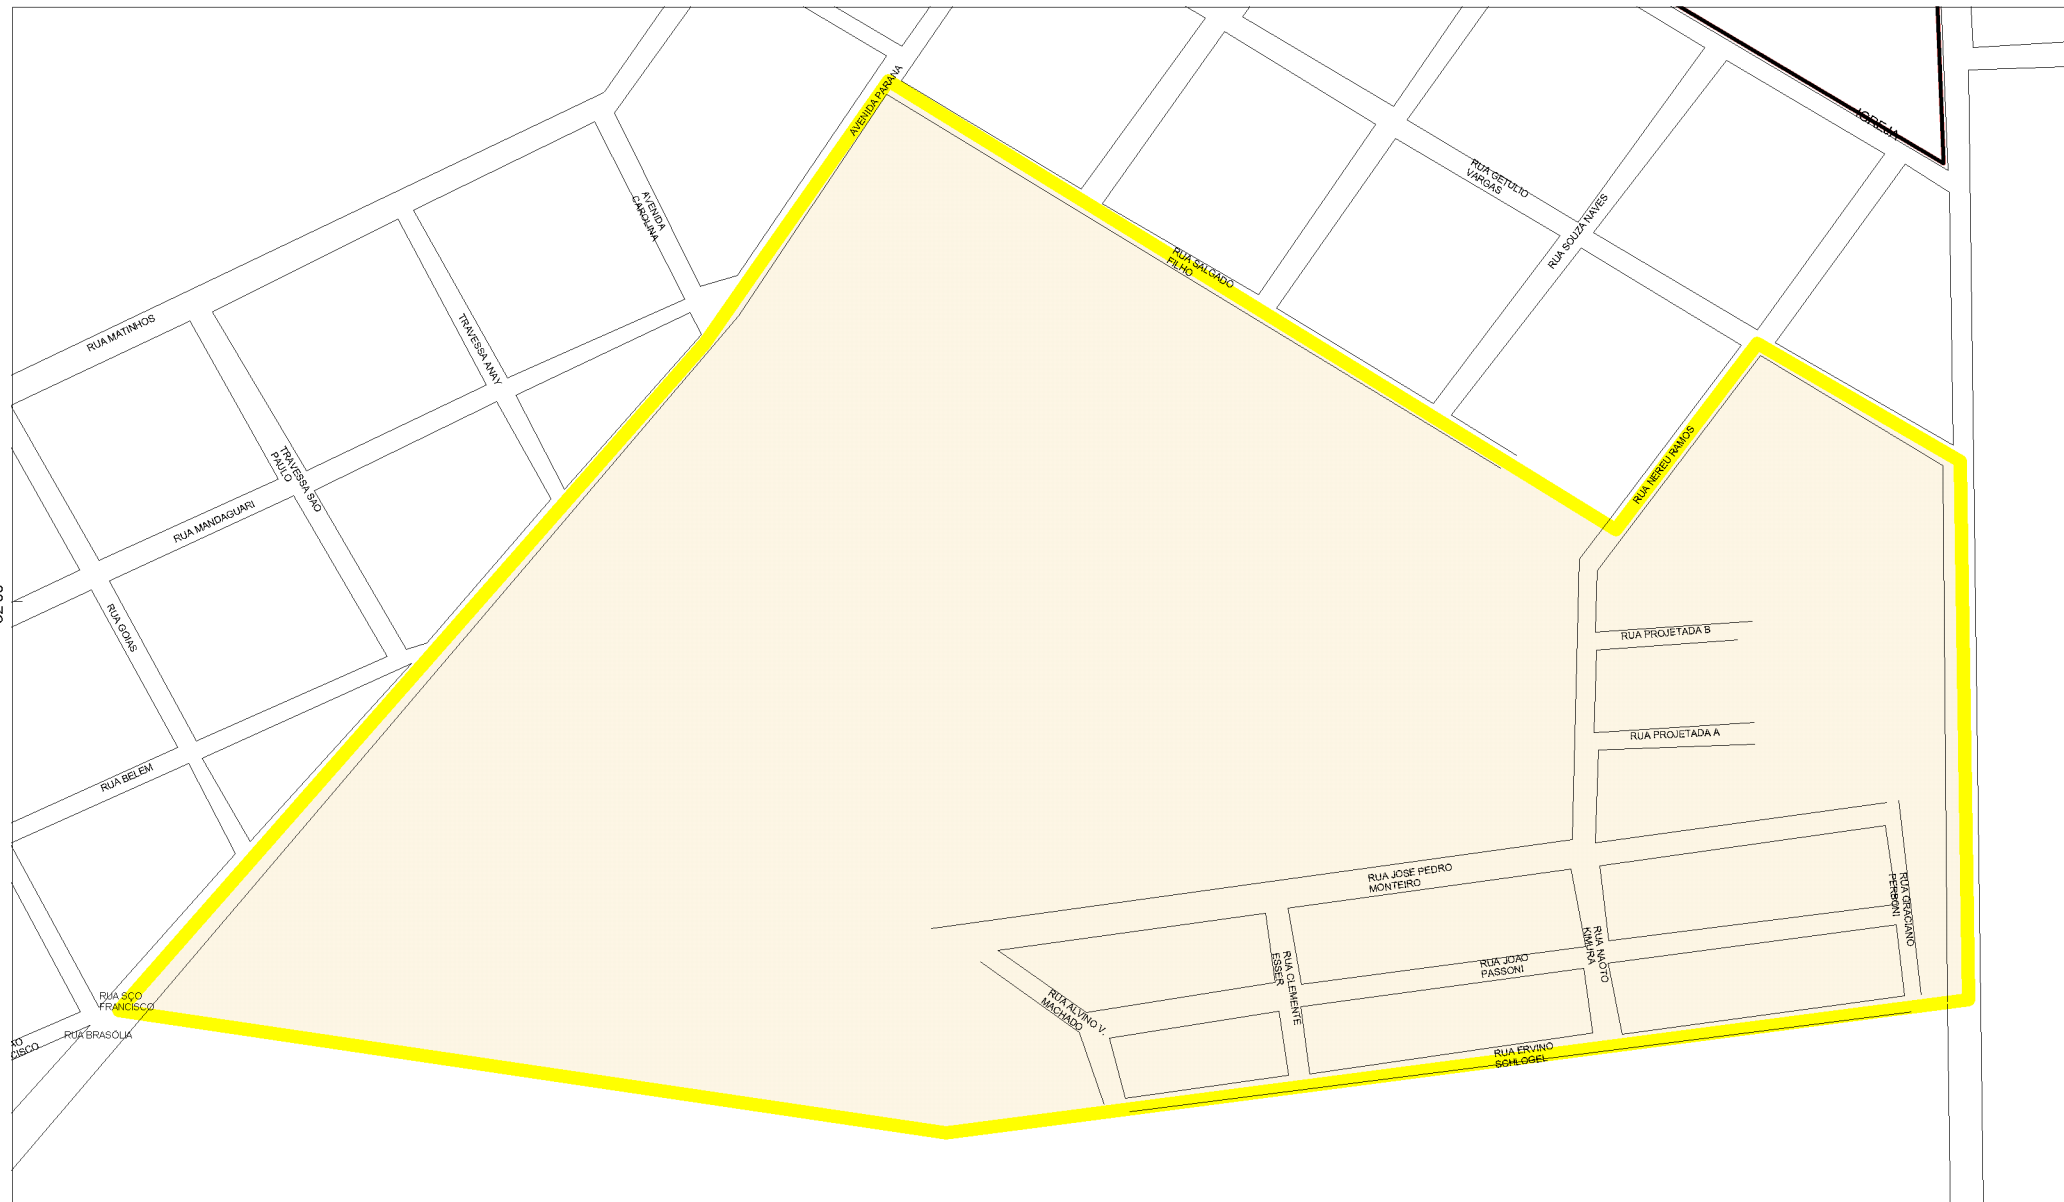 AVENIDA PARANA
IGREJA
RUA GETULIO
VARGAS
AVENIDA
CAROLINA
RUA SOUZA NAVES
RUA SALGADO
FILHO
RUA MATINHOS
TRAVESSA ANAY
RUA NEREU RAMOS
TRAVESSA SAO
PAULO
RUA MANDAGUARI
RUA GOIAS
RUA PROJETADA B
RUA PROJETADA A
RUA BELEM
RUA JOSE PEDRO
MONTEIRO
RUA GRACIANO
PERBONI
RUA NAOTO
KIMURA
RUA CLEMENTE
ESSER
RUA JOAO
PASSONI
RUA ALVINO V.
MACHADO
RUA SÇO
FRANCISCO
RUA BRASÓLIA
RUA ERVINO
SCHLOGEL